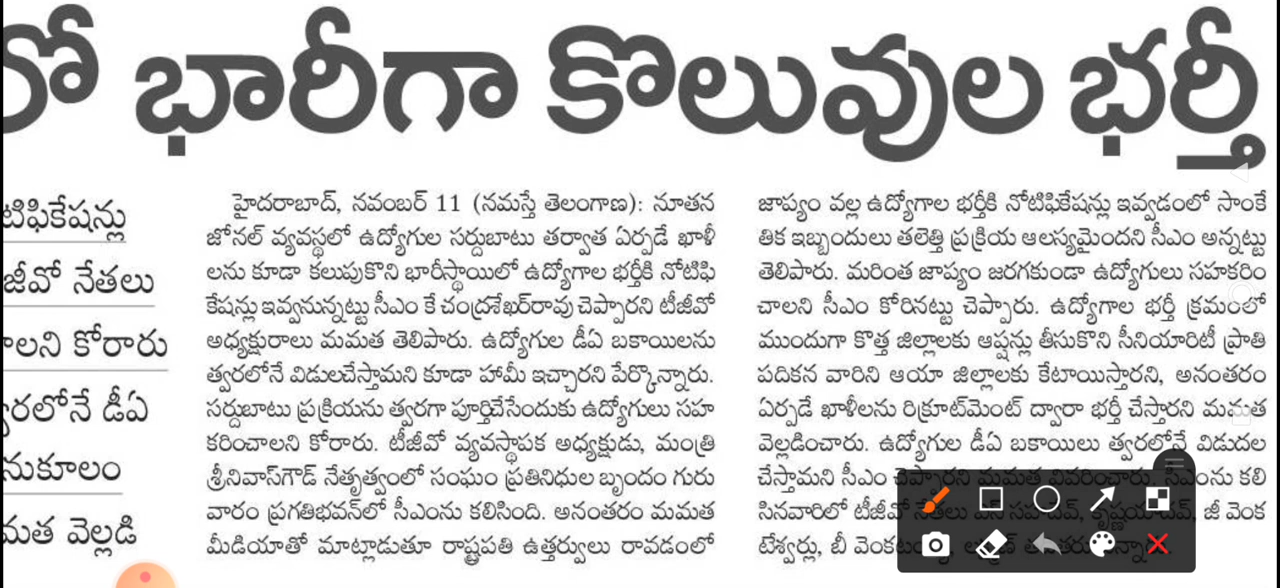 లో భారీగా కొలువుల భర్తీ
టిఫికేషన్లు
జీవో నేతలు
ాలని కోరారు
్వరలోనే డీఏ
నుకూలం
మత వెల్లడి
హైదరాబాద్, నవంబర్ 11 (నమస్తే తెలంగాణ): నూతన
జోనల్ వ్యవస్థలో ఉద్యోగుల సర్దుబాటు తర్వాత ఏర్పడే ఖాళీ
లను కూడా కలుపుకొని భారీస్థాయిలో ఉద్యోగాల భర్తీకి నోటిఫి
కేషన్లు ఇవ్వనున్నట్టు సీఎం కే చంద్రశేఖర్‌రావు చెప్పారని టీజీవో
అధ్యక్షురాలు మమత తెలిపారు. ఉద్యోగుల డీఏ బకాయిలను
త్వరలోనే విడుదలచేస్తామని కూడా హామీ ఇచ్చారని పేర్కొన్నారు.
సర్దుబాటు ప్రక్రియను త్వరగా పూర్తిచేసేందుకు ఉద్యోగులు సహ
కరించాలని కోరారు. టీజీవో వ్యవస్థాపక అధ్యక్షుడు, మంత్రి
శ్రీనివాస్‌గౌడ్ నేతృత్వంలో సంఘం ప్రతినిధుల బృందం గురు
వారం ప్రగతిభవన్‌లో సీఎంను కలిసింది. అనంతరం మమత
మీడియాతో మాట్లాడుతూ రాష్ట్రపతి ఉత్తర్వులు రావడంలో
జాప్యం వల్ల ఉద్యోగాల భర్తీకి నోటిఫికేషన్లు ఇవ్వడంలో సాంకే
తిక ఇబ్బందులు తలెత్తి ప్రక్రియ ఆలస్యమైందని సీఎం అన్నట్టు
తెలిపారు. మరింత జాప్యం జరగకుండా ఉద్యోగులు సహకరిం
చాలని సీఎం కోరినట్టు చెప్పారు. ఉద్యోగాల భర్తీ క్రమంలో
ముందుగా కొత్త జిల్లాలకు ఆప్షన్లు తీసుకొని సీనియారిటీ ప్రాతి
పదికన వారిని ఆయా జిల్లాలకు కేటాయిస్తారని, అనంతరం
ఏర్పడే ఖాళీలను రిక్రూట్‌మెంట్ ద్వారా భర్తీ చేస్తారని మమత
వెల్లడించారు. ఉద్యోగుల డీఏ బకాయిలు త్వరలోనే విడుదల
చేస్తామని సీఎం చెప్పారని మమత వివరించారు. సీఎంను కలి
సినవారిలో టీజీవో నేతలు జీ వెంక
టేశ్వర్లు, బీ